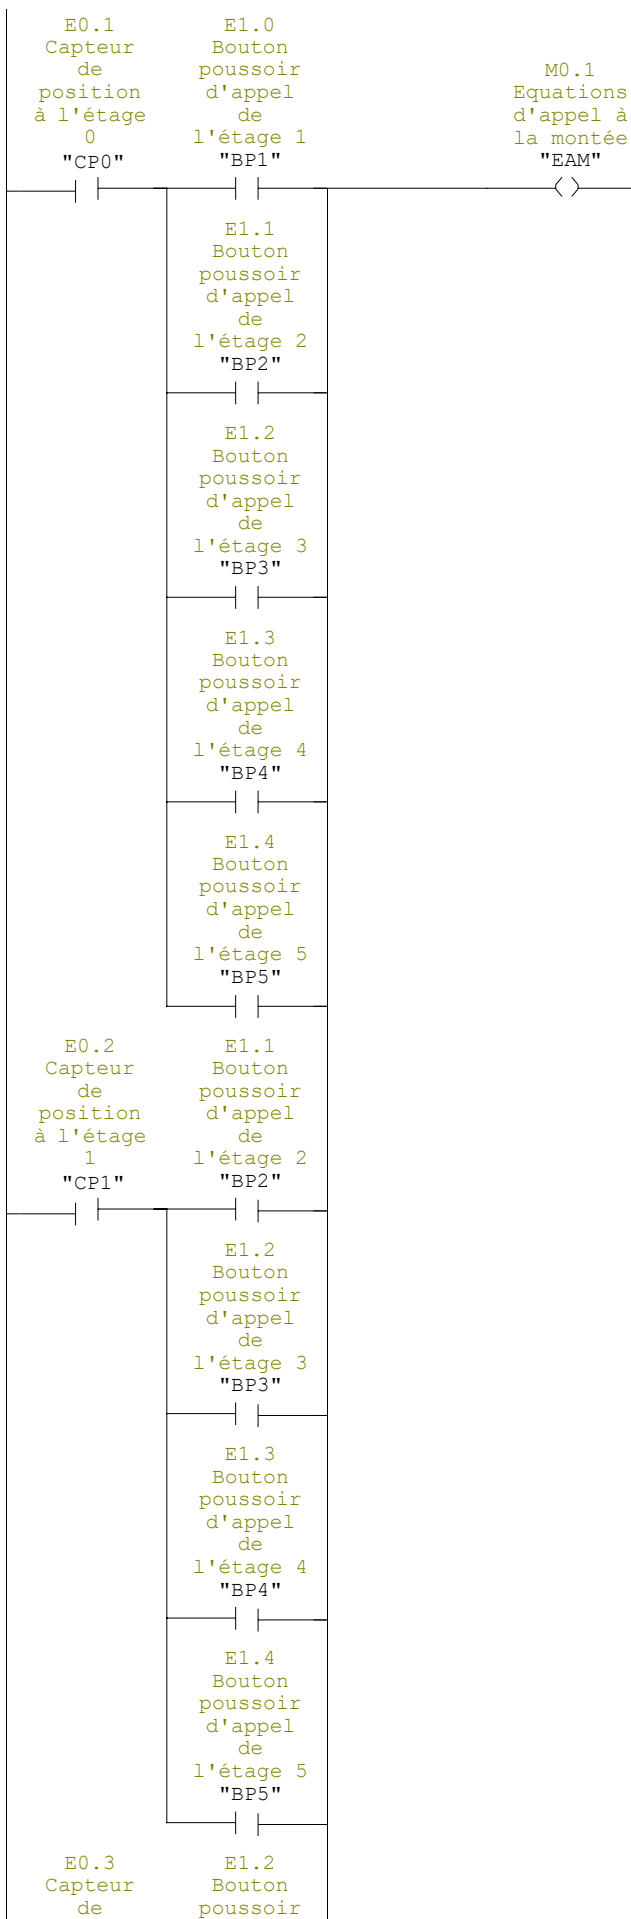 E0.1
Capteur
de
position
à l'étage
0
"CP0"
E1.0
Bouton
poussoir
d'appel
de
l'étage 1
"BP1"
M0.1
Equations
d'appel à
la montée
"EAM"
E1.1
Bouton
poussoir
d'appel
de
l'étage 2
"BP2"
E1.2
Bouton
poussoir
d'appel
de
l'étage 3
"BP3"
E1.3
Bouton
poussoir
d'appel
de
l'étage 4
"BP4"
E1.4
Bouton
poussoir
d'appel
de
l'étage 5
"BP5"
E0.2
Capteur
de
position
à l'étage
1
"CP1"
E1.1
Bouton
poussoir
d'appel
de
l'étage 2
"BP2"
E1.2
Bouton
poussoir
d'appel
de
l'étage 3
"BP3"
E1.3
Bouton
poussoir
d'appel
de
l'étage 4
"BP4"
E1.4
Bouton
poussoir
d'appel
de
l'étage 5
"BP5"
E0.3
Capteur
de
E1.2
Bouton
poussoir